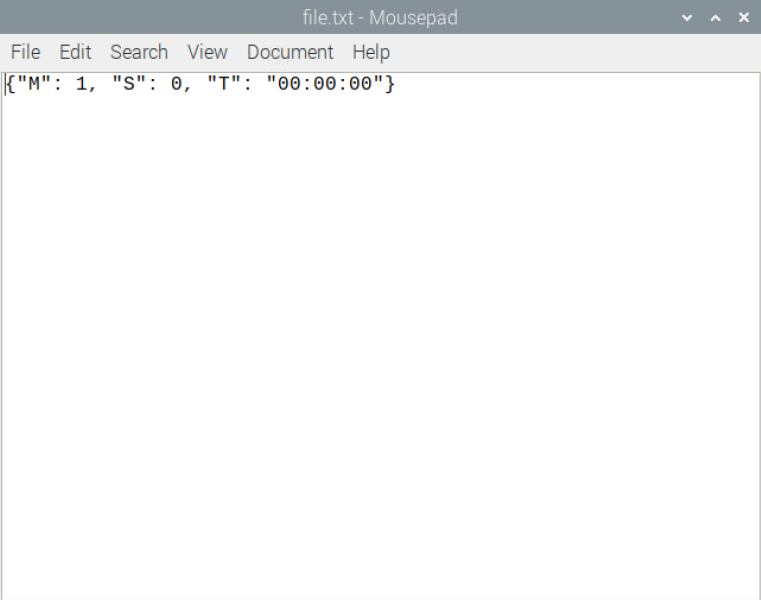 file.txt - Mousepad
File Edit Search View Document Help
{"M": 1, "S": 0, "T": "00:00:00"}